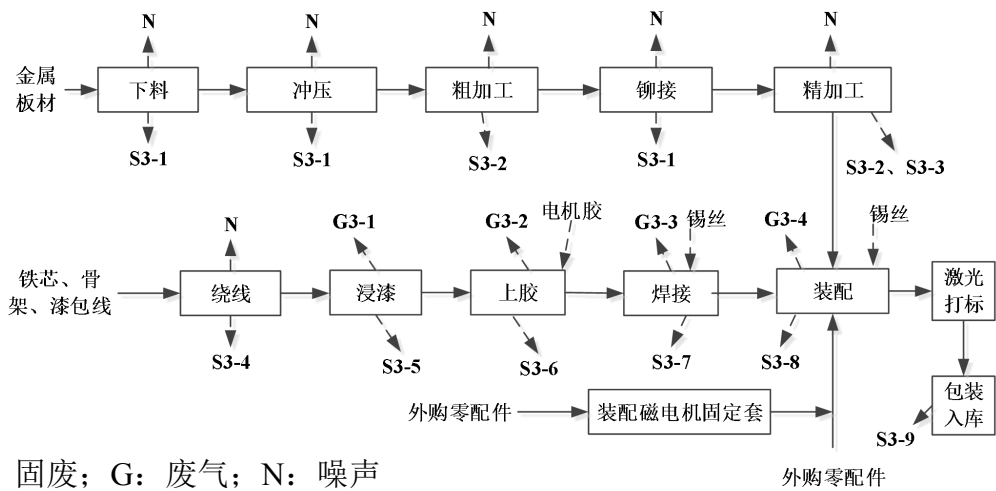 N
N
N
N
金属
板材
下料
冲压
粗加工
铆接
精加工
S3-1
S3-1
S3-2
S3-1
S3-2、S3-3
N
G3-1
G3-2
电机胶
G3-3
锡丝
G3-4
锡丝
铁芯、骨
架、漆包线
绕线
浸漆
上胶
焊接
装配
激光
打标
S3-4
S3-5
S3-6
S3-7
S3-8
外购零配件
装配磁电机固定套
包装
入库
S3-9
外购零配件
固废；G：废气；N：噪声